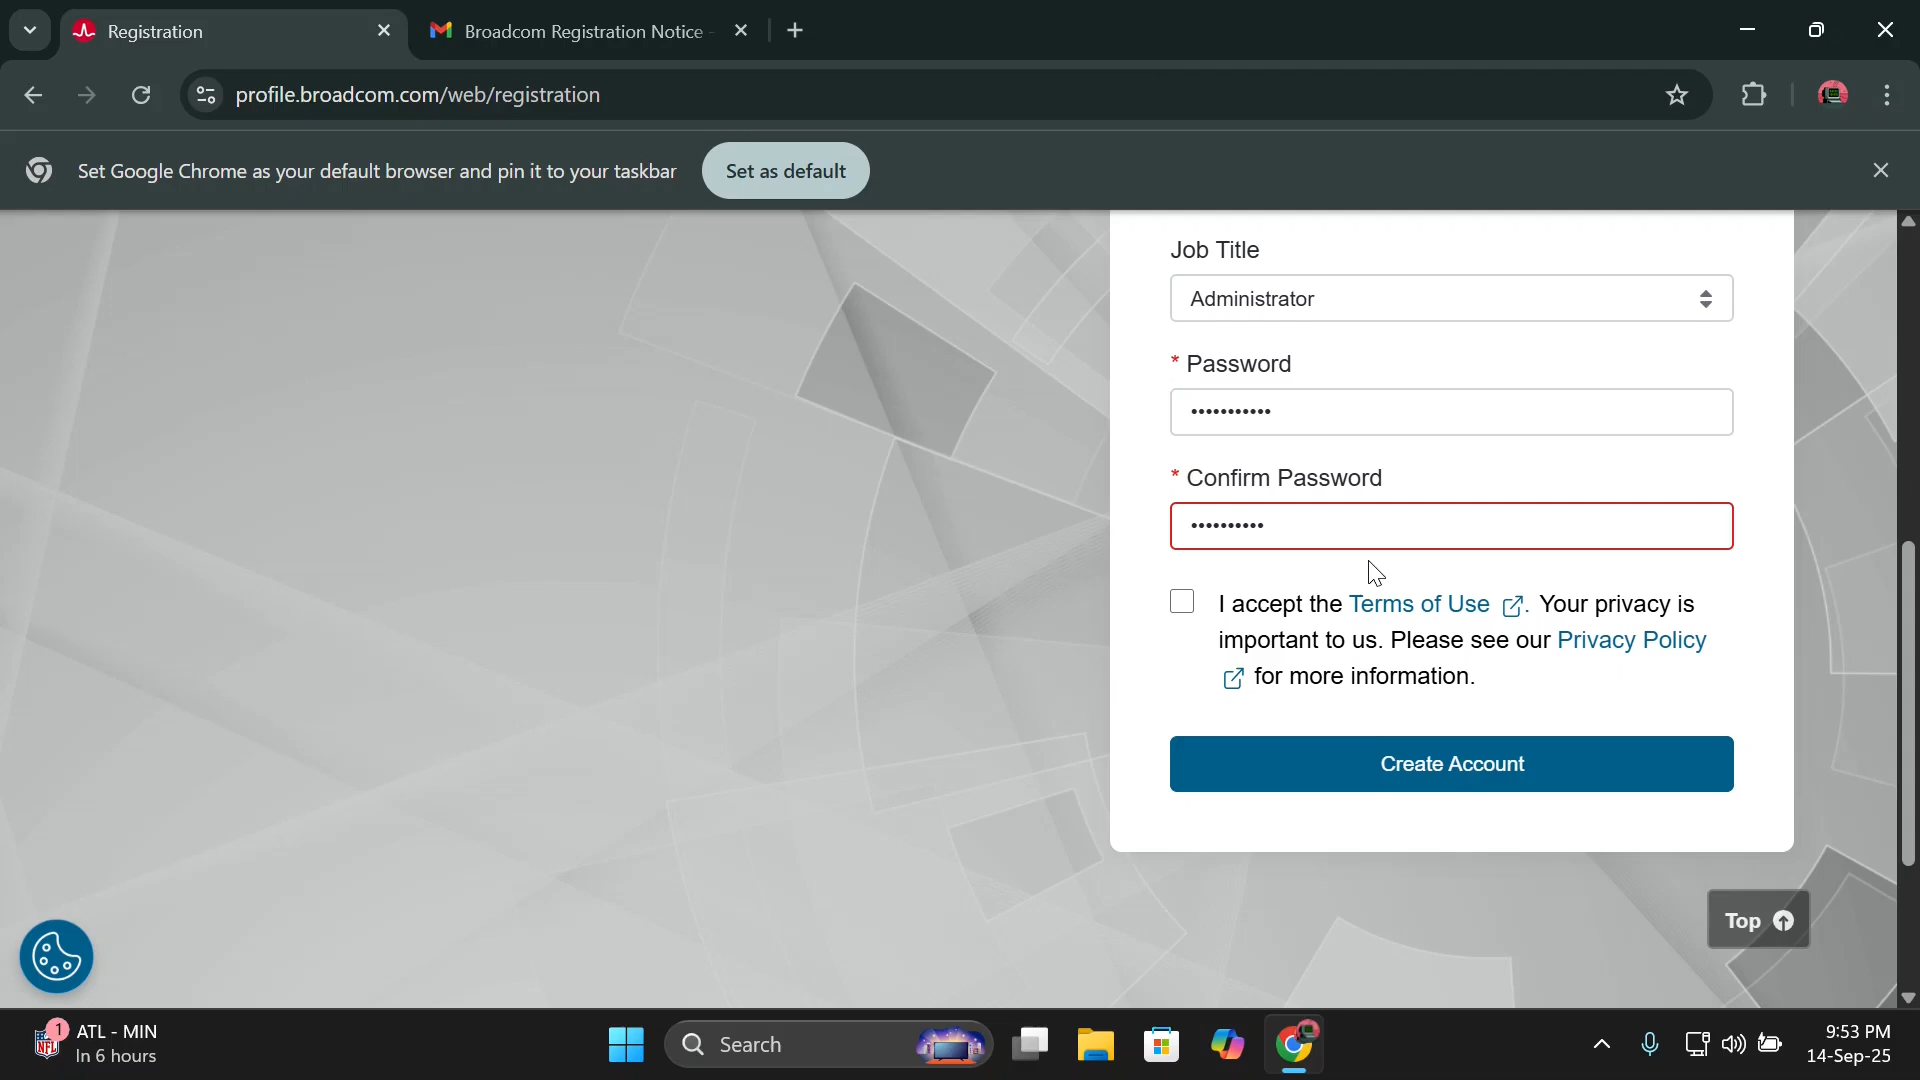 Registration
Broadcom Registration Notice -
profile.broadcom.com/web/registration
Set Google Chrome as your default browser and pin it to your taskbar
Set as default
Job Title
Administrator
* Password
•••••••••••
* Confirm Password
••••••••••
I accept the Terms of Use . Your privacy is
important to us. Please see our Privacy Policy
for more information.
Create Account
Top
1
NFL
ATL - MIN
In 6 hours
Search
9:53 PM
14-Sep-25